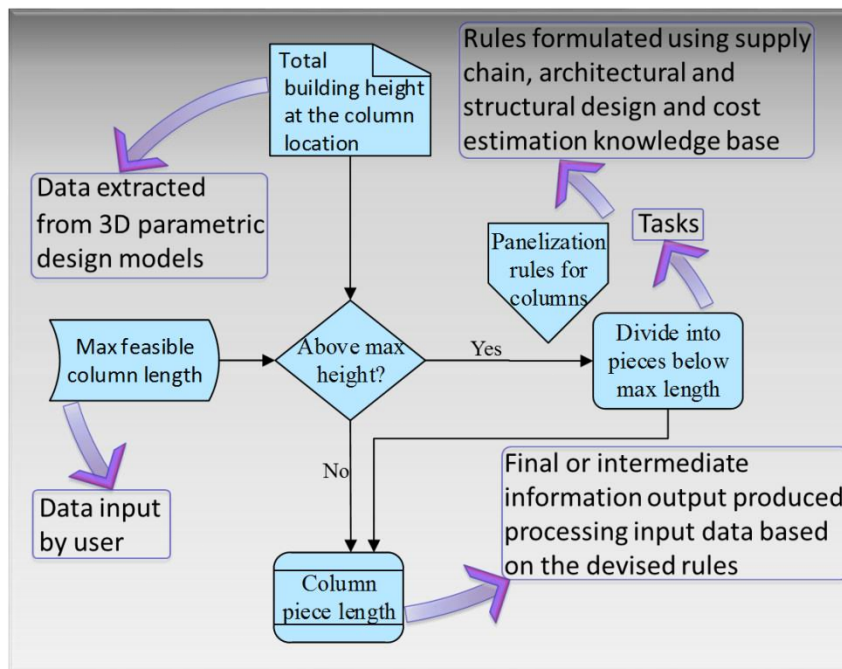 Total
building height
at the column
location
Rules formulated using supply
chain, architectural and
structural design and cost
estimation knowledge base
Data extracted
from 3D parametric
design models
Tasks
Panelization
rules for
columns
Max feasible
column length
Above max
height?
Yes
Divide into
pieces below
max length
No
Data input
by user
Final or intermediate
information output produced
processing input data based
on the devised rules
Column
piece length